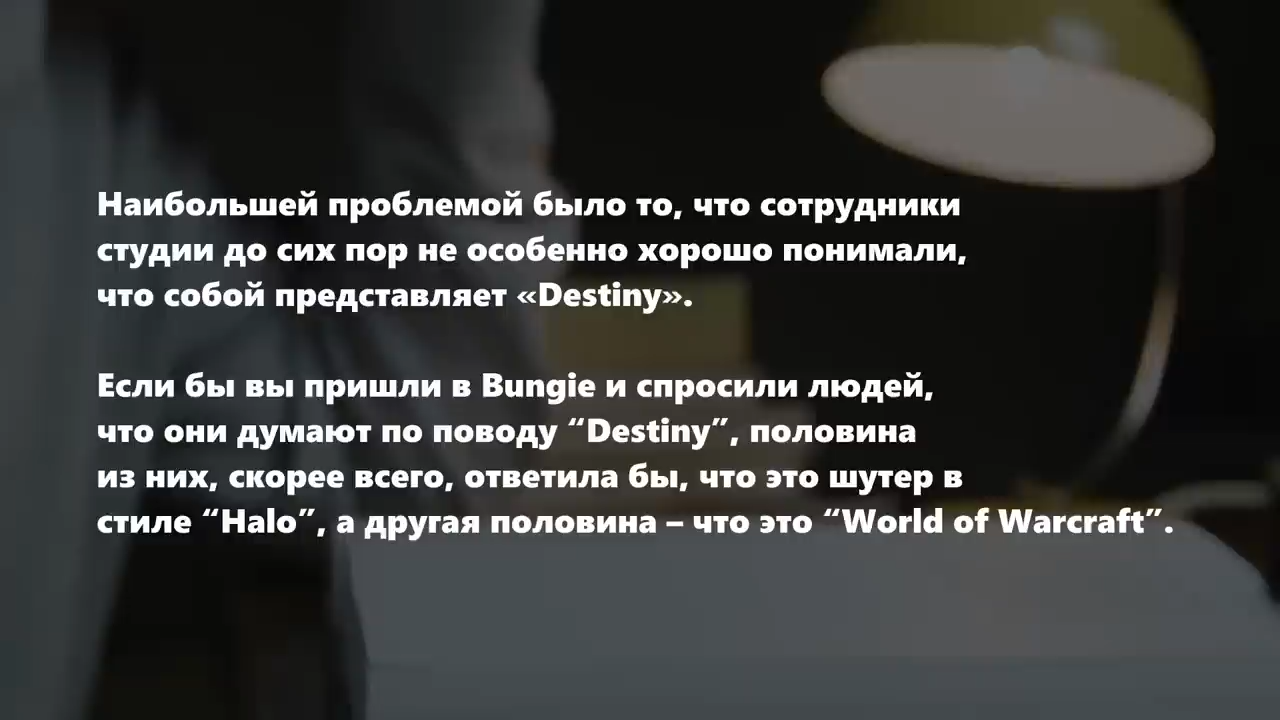 Наибольшей проблемой было то, что сотрудники
студии до сих пор не особенно хорошо понимали,
что собой представляет «Destiny».
Если бы вы пришли в Bungie и спросили людей,
что они думают по поводу “Destiny”, половина
из них, скорее всего, ответила бы, что это шутер в
стиле “Halo”, а другая половина – что это “World of Warcraft”.